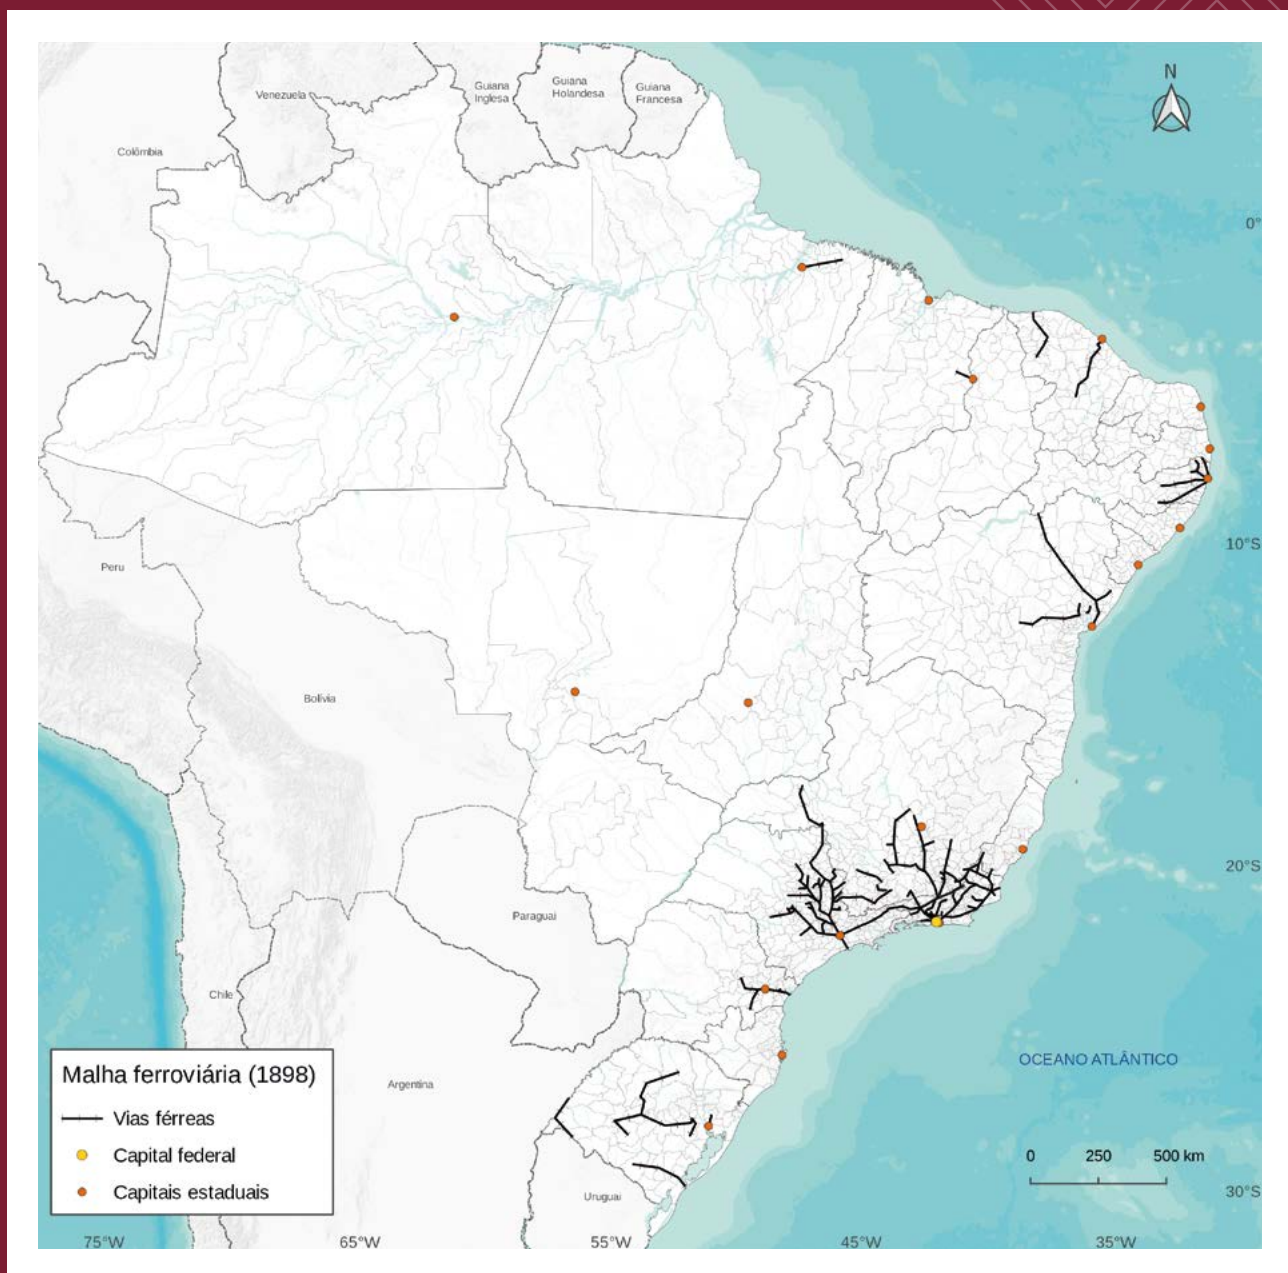 N
Venezuela
Guiana
Inglesa
Guiana
Holandesa
Guiana
Francesa
Colômbia
0°
10°S
Peru
Bolívia
20°S
Paraguai
Chile
OCEANO ATLÂNTICO
Argentina
Malha ferroviária (1898)
Vias férreas
Capital federal
Capitais estaduais
0 250 500 km
Uruguai
30°S
75°W 65°W 55°W 45°W 35°W